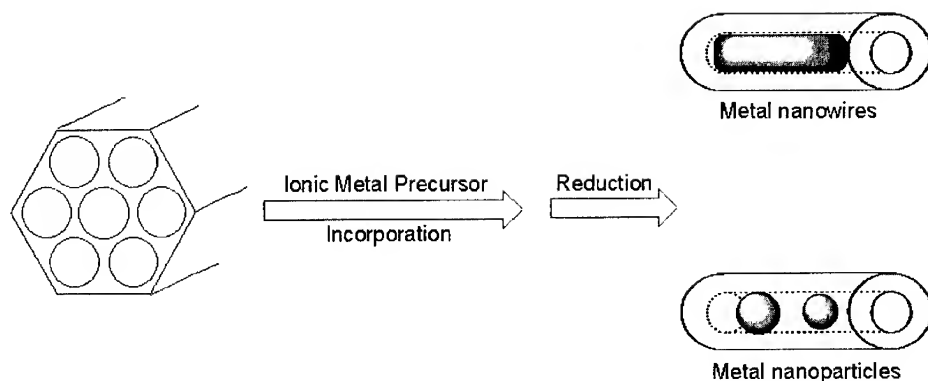 Metal nanowires
Ionic Metal Precursor
Incorporation
Reduction
Metal nanoparticles